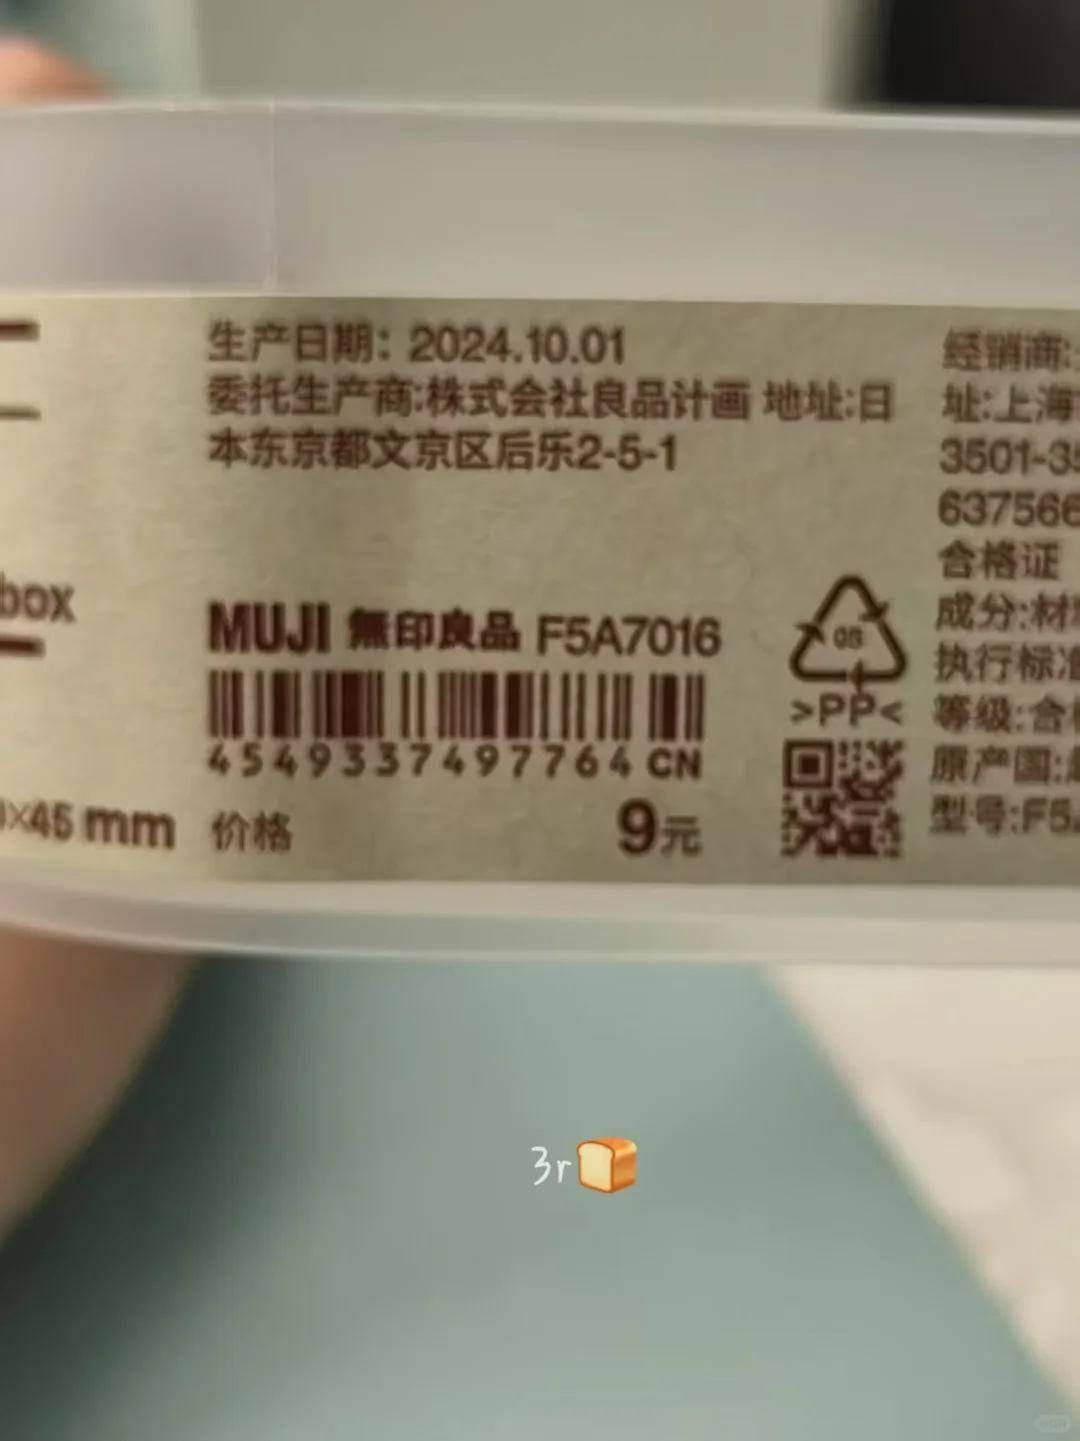 生产日期：2024.10.01
委托生产商:株式会社良品计画 地址:日
本东京都文京区后乐2-5-1
box
×45 mm
MUJI 無印良品 F5A7016
4549337497764 CN
价格 9元
05
>PP<
经销商:
址:上海
3501-35
637566
合格证
成分:材
执行标准
等级:合格
原产国:
型号:F5
3r